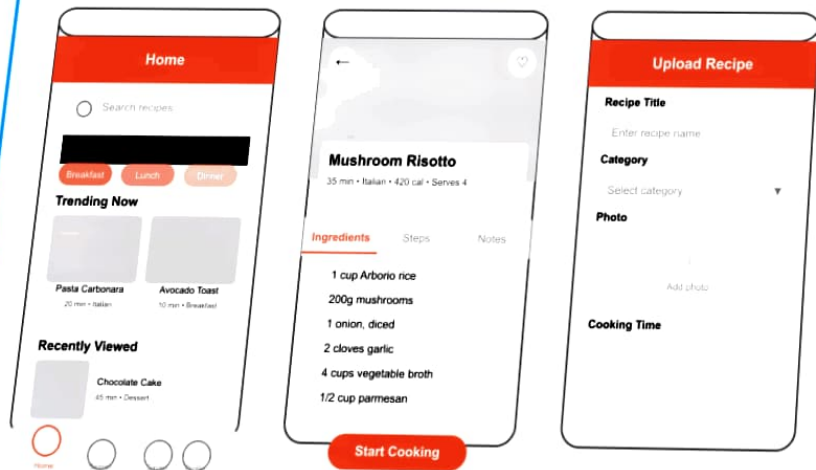 Home
Search recipes
Breakfast Lunch Dinner
Trending Now
Pasta Carbonara
20 min • Italian
Avocado Toast
10 min • Breakfast
Recently Viewed
Chocolate Cake
45 min • Dessert
Home
←
♡
Mushroom Risotto
35 min • Italian • 420 cal • Serves 4
Ingredients Steps Notes
1 cup Arborio rice
200g mushrooms
1 onion, diced
2 cloves garlic
4 cups vegetable broth
1/2 cup parmesan
Start Cooking
Upload Recipe
Recipe Title
Enter recipe name
Category
Select category ▼
Photo
Add photo
Cooking Time